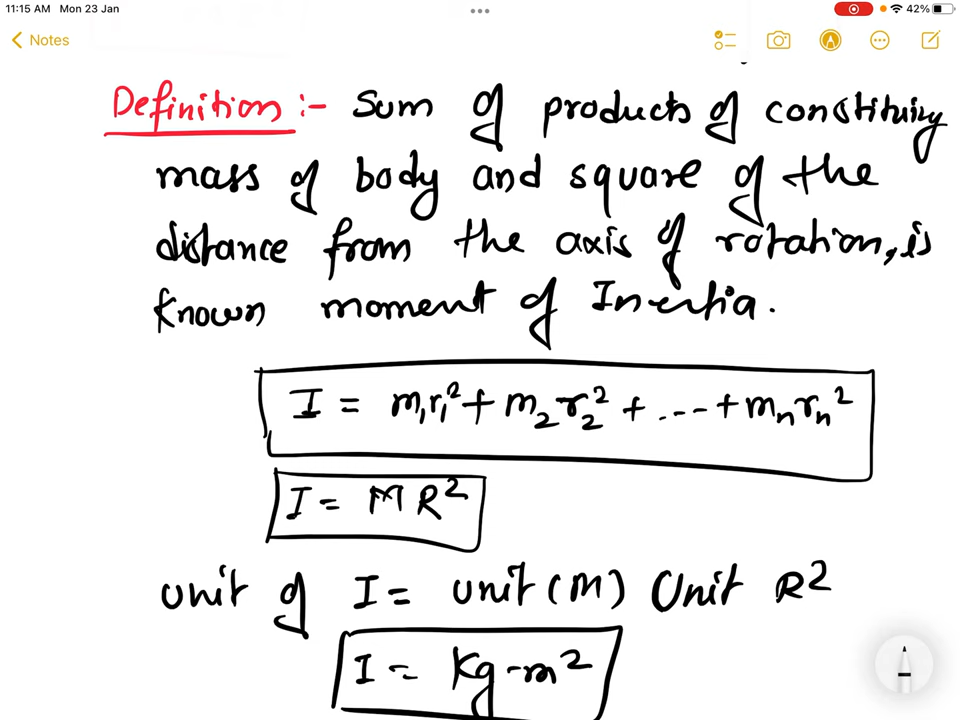 11:15 AM Mon 23 Jan 42%
Notes
Definition :- Sum of products of constituing
mass of body and square of the
distance from the axis of rotation, is
known moment of Inertia.
I = m₁r₁² + m₂r₂² + ---- + mₙrₙ²
I = MR²
unit of I = unit (M) Unit R²
I = Kg-m²